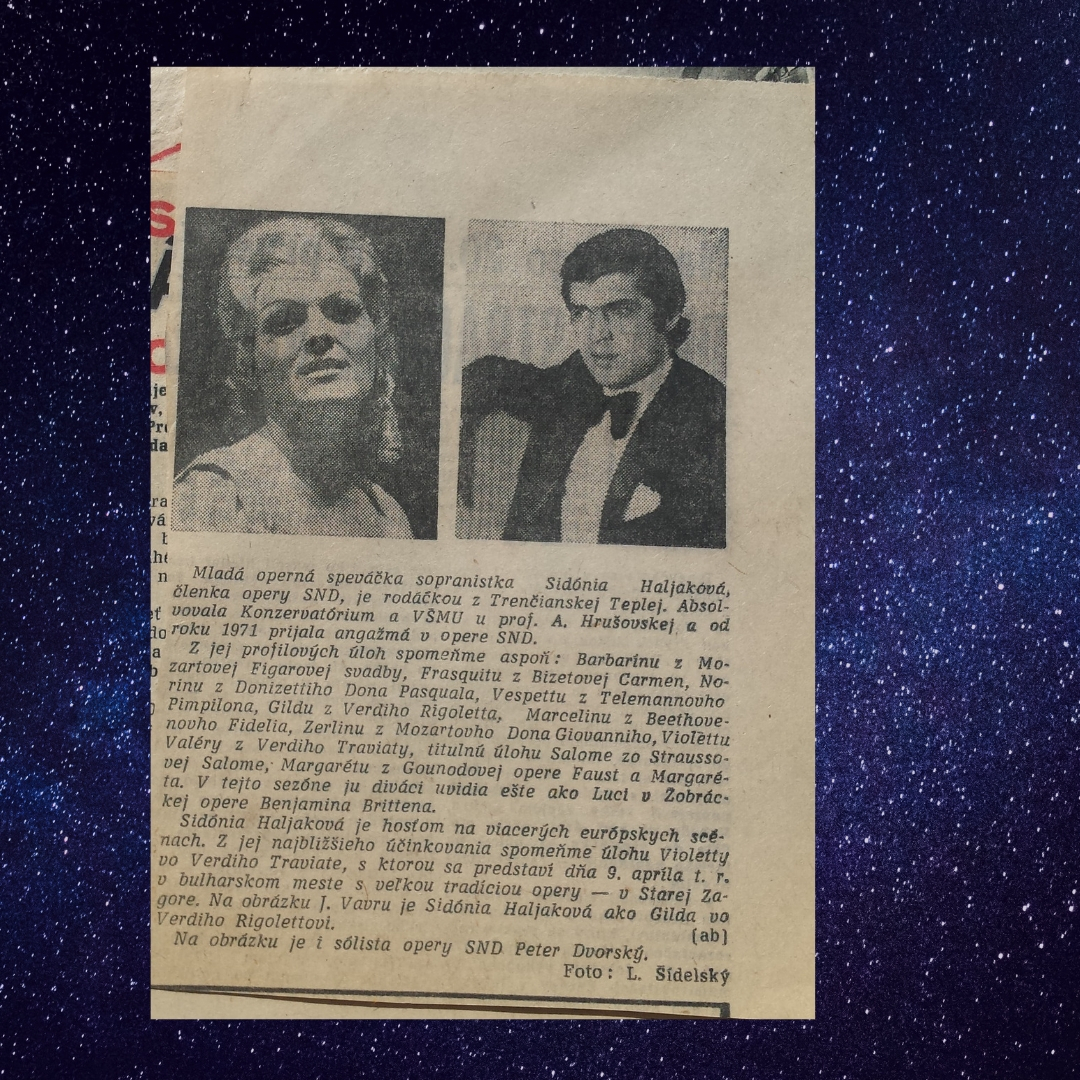 S
je
v,
da
Mladá operná speváčka sopranistka Sidónia Haljaková,
členka opery SND, je rodáčkou z Trenčianskej Teplej. Absol-
vovala Konzervatórium a VŠMU u prof. A. Hrušovskej a od
roku 1971 prijala angažmá v opere SND.
Z jej profilových úloh spomeňme aspoň: Barbarínu z Mo-
zartovej Figarovej svadby, Frasquitu z Bizetovej Carmen, No-
rinu z Donizettiho Dona Pasquala, Vespettu z Telemannovho
Pimpilona, Gildu z Verdiho Rigoletta, Marcelinu z Beethove-
novho Fidelia, Zerlinu z Mozartovho Dona Giovanniho, Violettu
Valéry z Verdiho Traviaty, titulnú úlohu Salome zo Strausso-
vej Salome, Margarétu z Gounodovej opere Faust a Margaré-
ta. V tejto sezóne ju diváci uvidia ešte ako Luci v Žobrác-
kej opere Benjamina Brittena.
Sidónia Haljaková je hosťom na viacerých európskych scé-
nach. Z jej najbližšieho účinkovania spomeňme úlohu Violetty
vo Verdiho Traviate, s ktorou sa predstaví dňa 9. apríla t. r.
v bulharskom meste s veľkou tradíciou opery — v Starej Za-
gore. Na obrázku J. Vavru je Sidónia Haljaková ako Gilda vo
Verdiho Rigolettovi. (ab)
Na obrázku je i sólista opery SND Peter Dvorský.
Foto: L. Šídelský